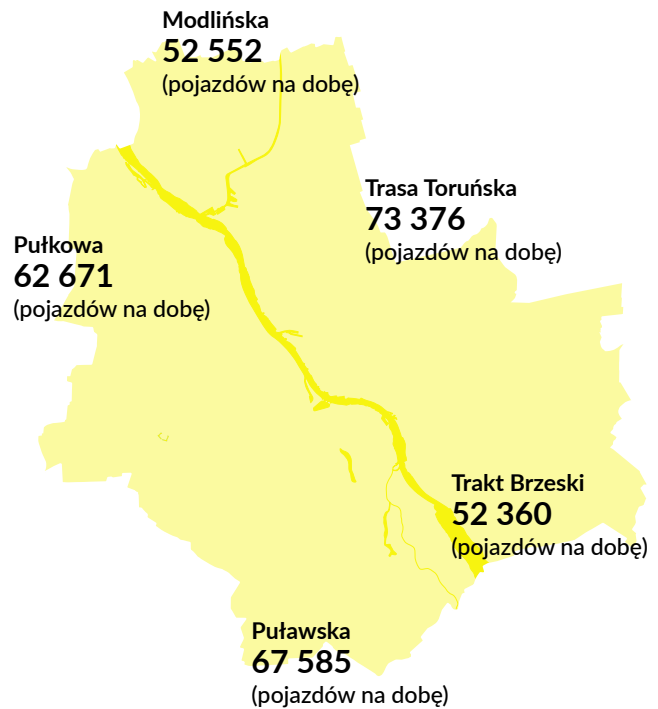 Modlińska
52 552
(pojazdów na dobę)
Trasa Toruńska
73 376
(pojazdów na dobę)
Pułkowa
62 671
(pojazdów na dobę)
Trakt Brzeski
52 360
(pojazdów na dobę)
Puławska
67 585
(pojazdów na dobę)